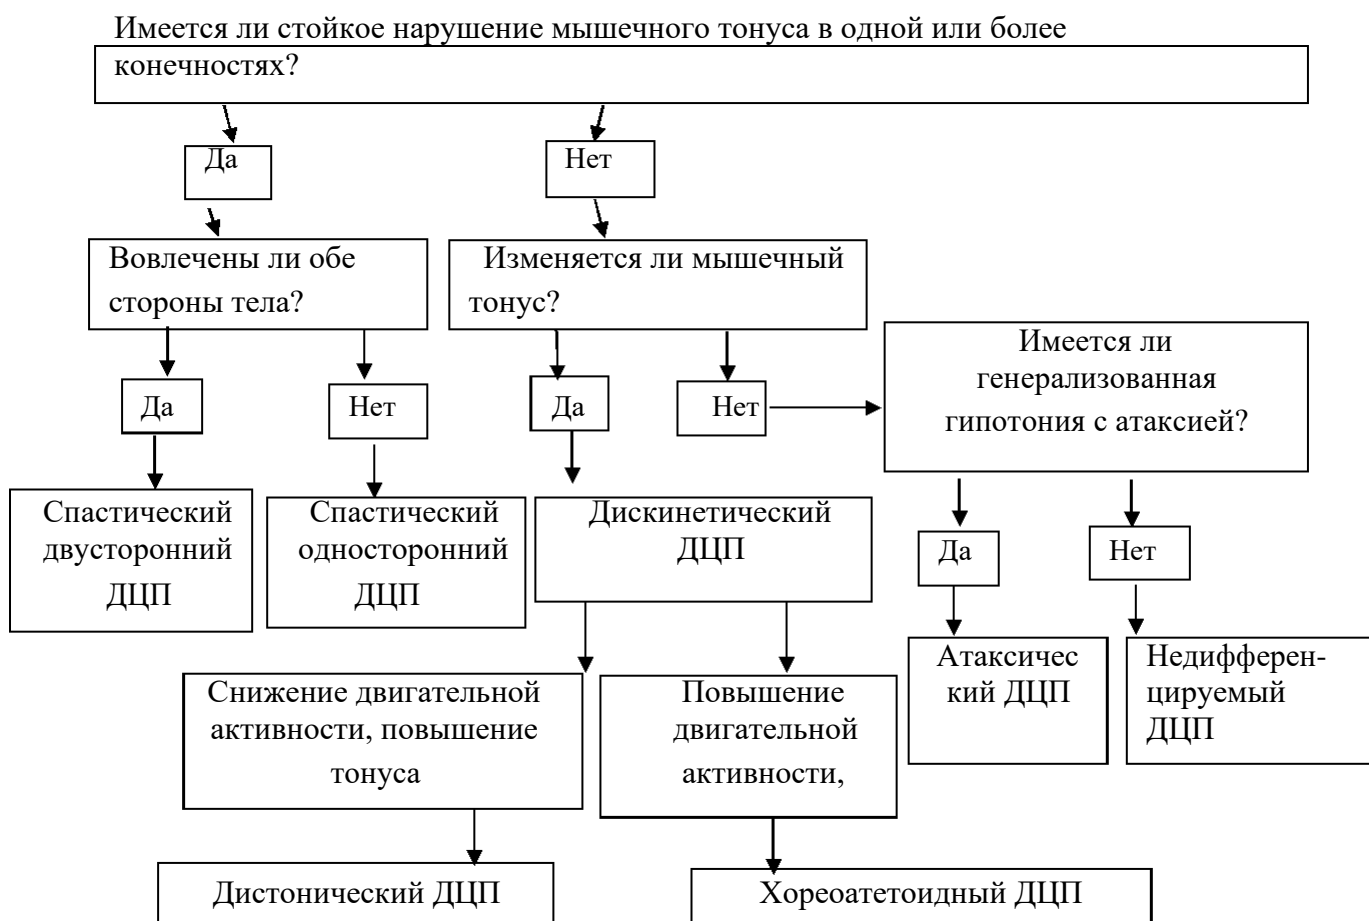 Имеется ли стойкое нарушение мышечного тонуса в одной или более
конечностях?
Да
Нет
Вовлечены ли обе
стороны тела?
Изменяется ли мышечный
тонус?
Имеется ли
генерализованная
гипотония с атаксией?
Да
Нет
Да
Нет
Спастический
двусторонний
ДЦП
Спастический
односторонний
ДЦП
Дискинетический
ДЦП
Да
Нет
Атаксичес
кий ДЦП
Недифферен-
цируемый
ДЦП
Снижение двигательной
активности, повышение
тонуса
Повышение
двигательной
активности,
Дистонический ДЦП
Хореоатетоидный ДЦП